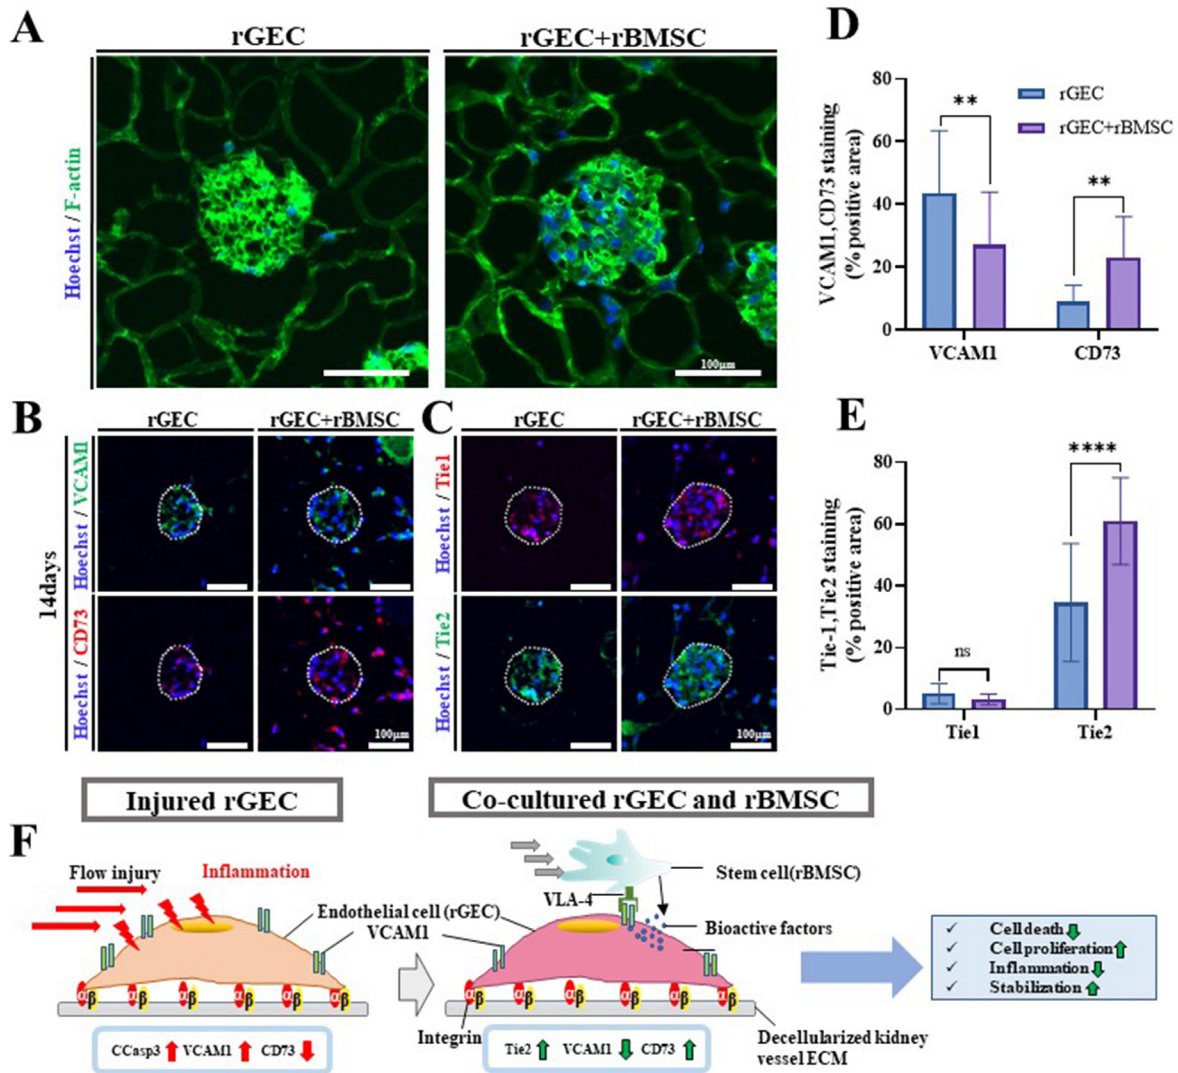 A
rGEC
rGEC+rBMSC
Hoechst / F-actin
100μm
B
rGEC
rGEC+rBMSC
14days
Hoechst / VCAM1
Hoechst / CD73
100μm
C
rGEC
rGEC+rBMSC
Hoechst / Tie1
Hoechst / Tie2
100μm
D
VCAM1,CD73 staining
(% positive area)
80
60
40
20
0
**
**
rGEC
rGEC+rBMSC
VCAM1
CD73
E
Tie-1,Tie2 staining
(% positive area)
80
60
40
20
0
ns
****
Tie1
Tie2
Injured rGEC
Co-cultured rGEC and rBMSC
F
Flow injury
Inflammation
Endothelial cell (rGEC)
VCAM1
VLA-4
Stem cell(rBMSC)
Bioactive factors
α β α β α β α β α β α β
α β α β α β α β α β α β
Integrin
Decellularized kidney
vessel ECM
CCasp3 VCAM1 CD73
Tie2 VCAM1 CD73
✓ Cell death
✓ Cell proliferation
✓ Inflammation
✓ Stabilization